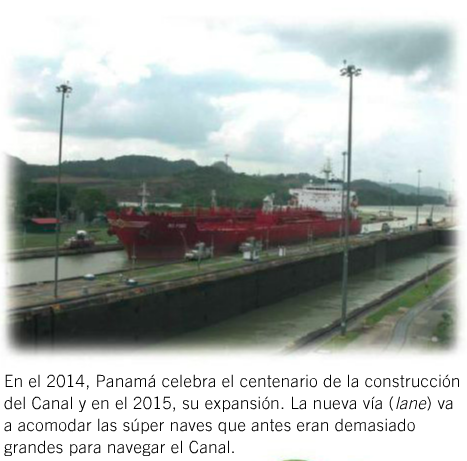 En el 2014, Panamá celebra el centenario de la construcción
del Canal y en el 2015, su expansión. La nueva vía (lane) va
a acomodar las súper naves que antes eran demasiado
grandes para navegar el Canal.